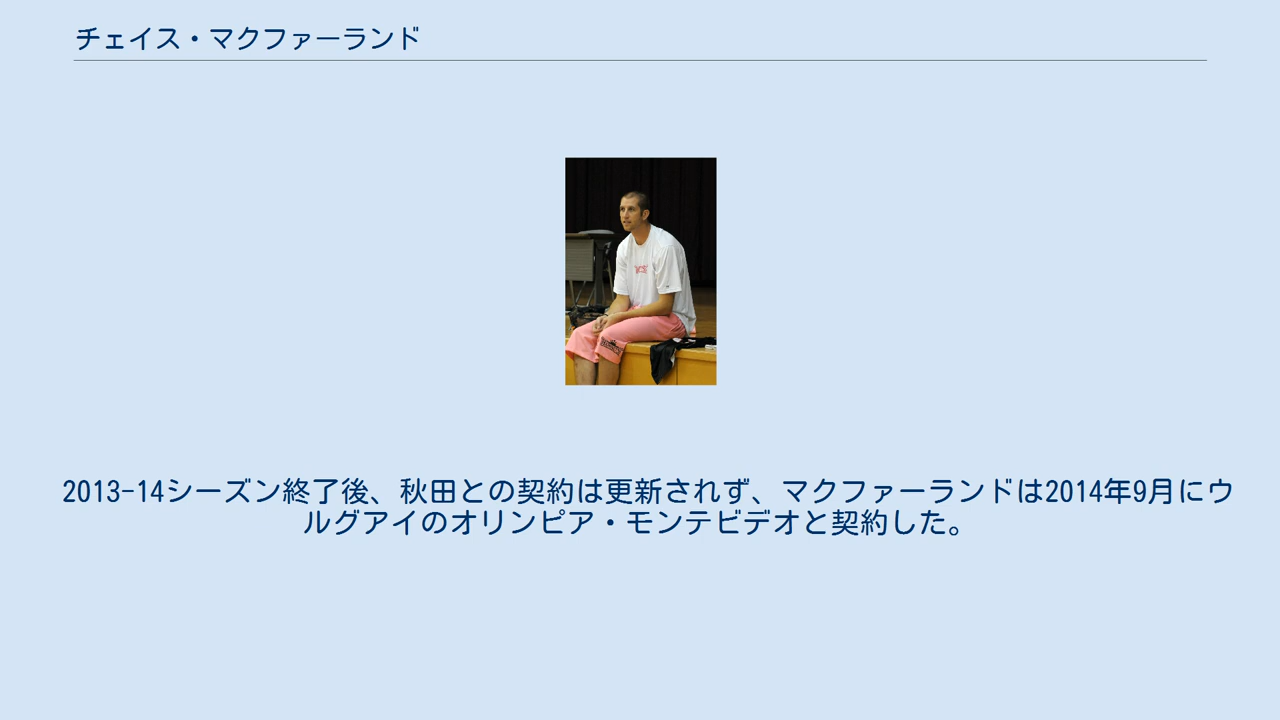 チェイス・マクファーランド
2013-14シーズン終了後、秋田との契約は更新されず、マクファーランドは2014年9月にウ
ルグアイのオリンピア・モンテビデオと契約した。